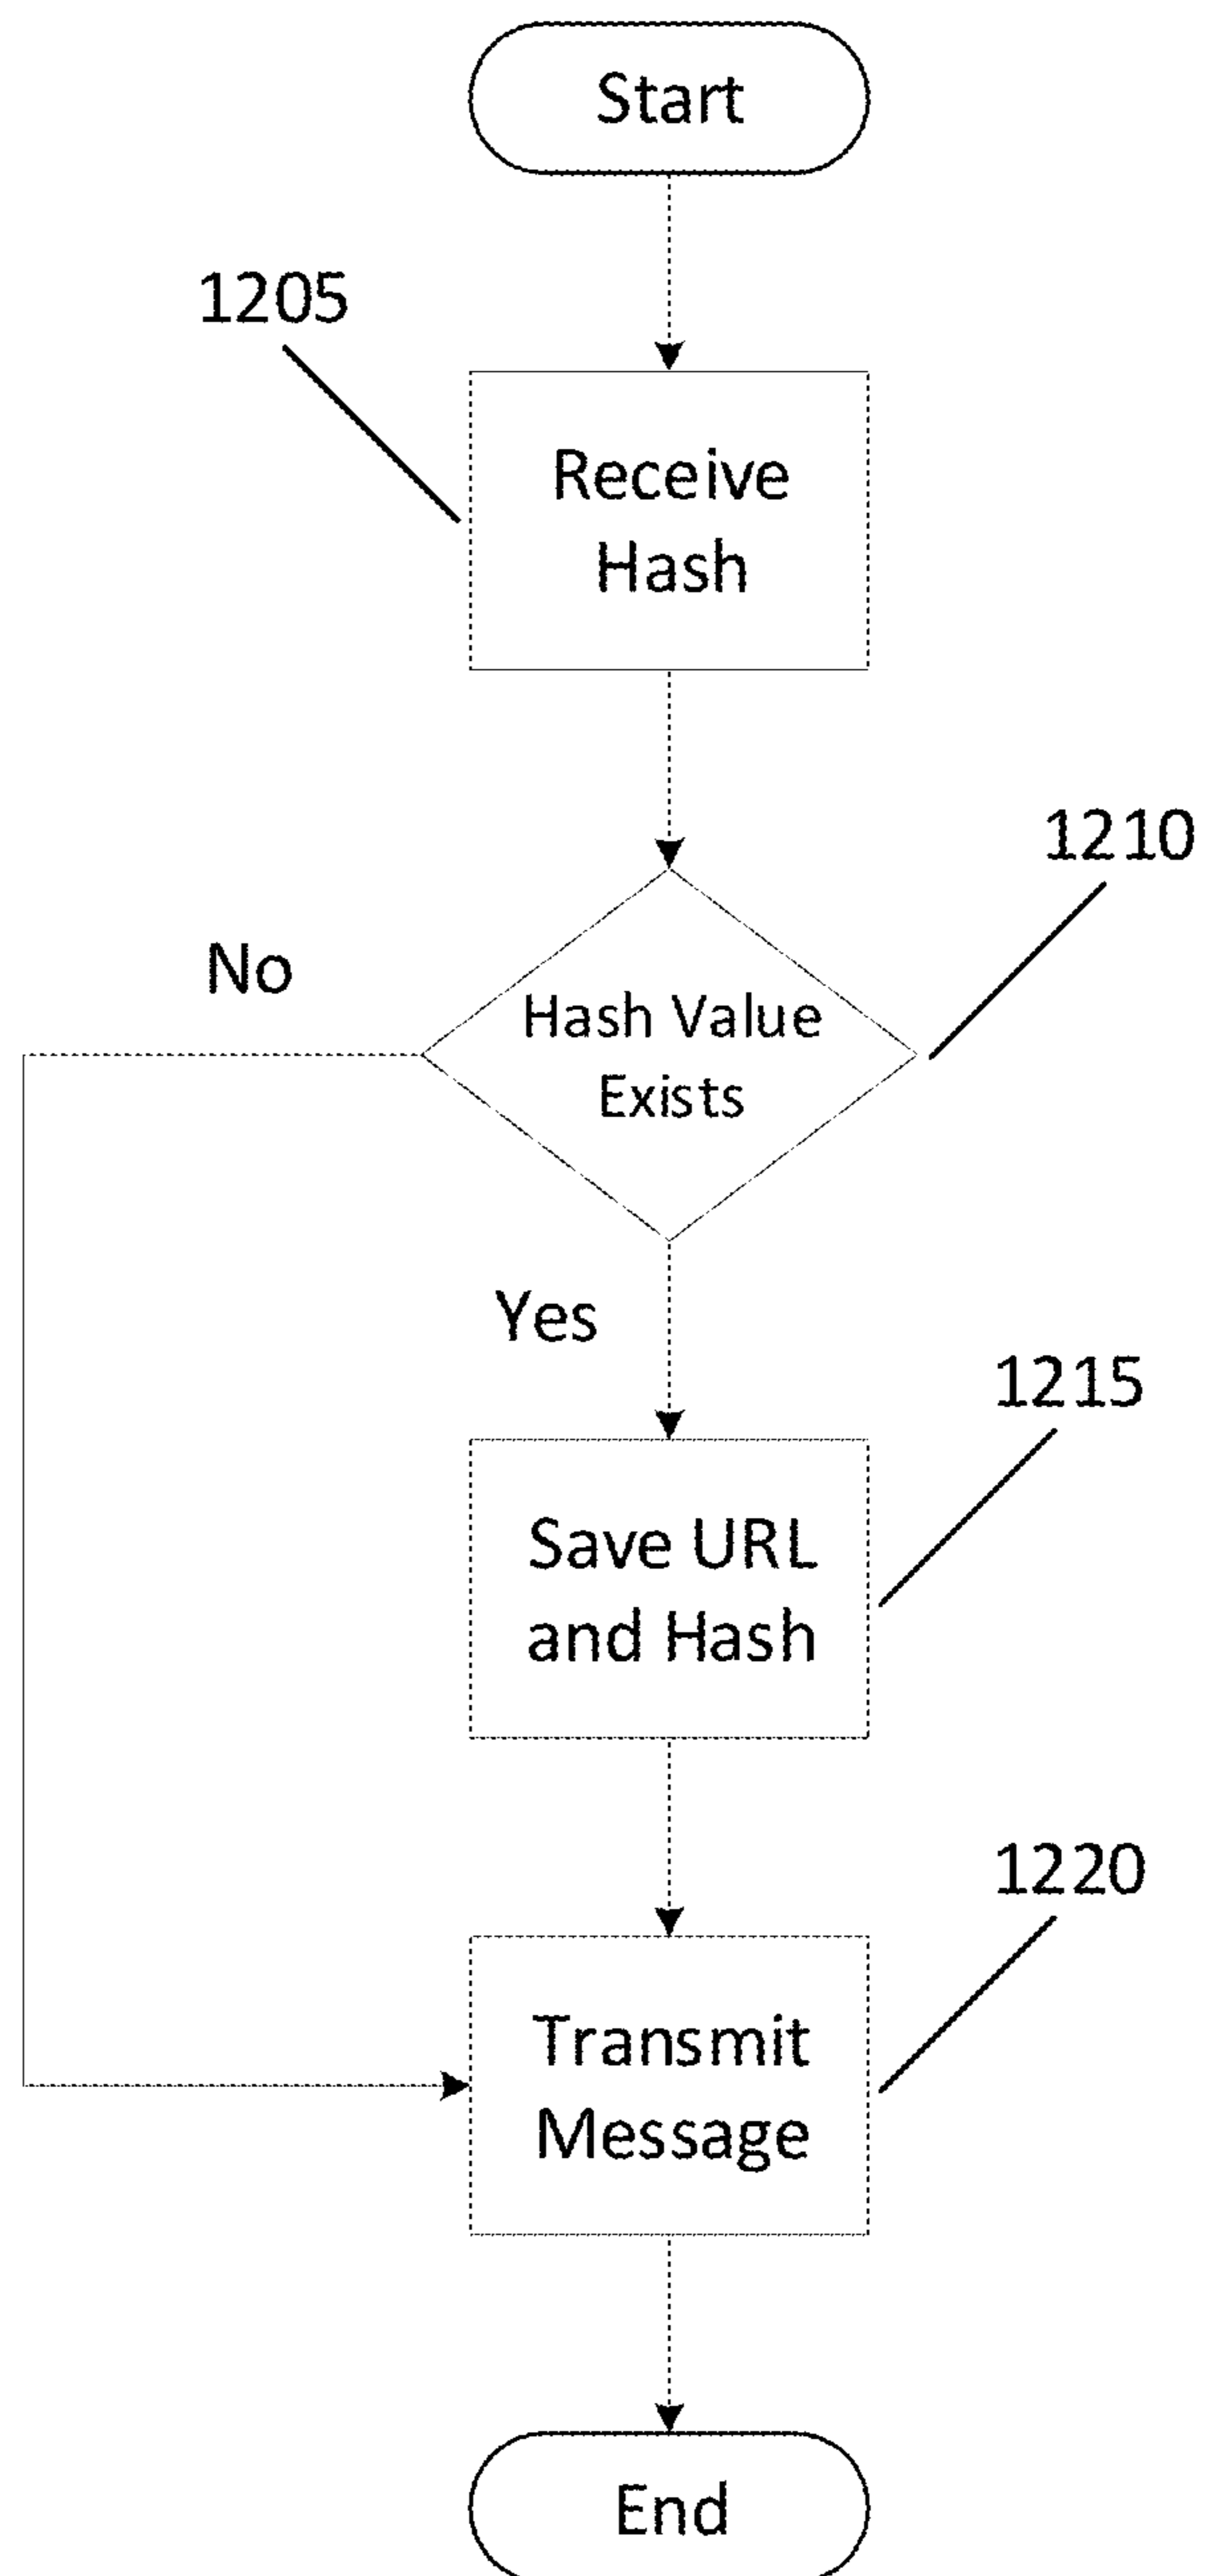 Start
1205
Receive
Hash
1210
No
Hash Value
Exists
Yes
1215
Save URL
and Hash
1220
Transmit
Message
End